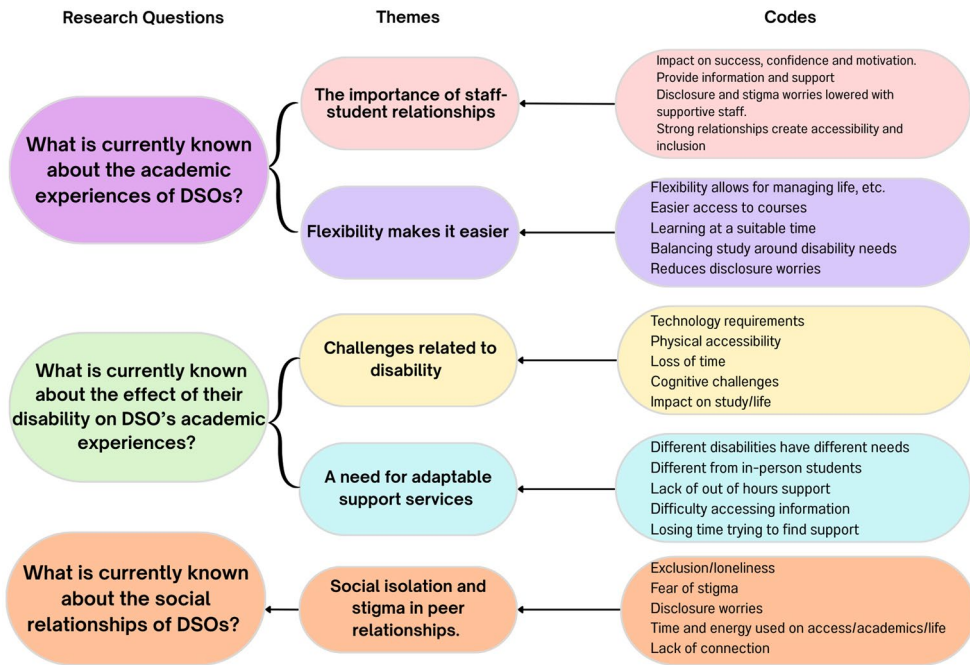 Research Questions
Themes
Codes
What is currently known
about the academic
experiences of DSOs?
The importance of staff-
student relationships
Impact on success, confidence and motivation.
Provide information and support
Disclosure and stigma worries lowered with
supportive staff.
Strong relationships create accessibility and
inclusion
Flexibility makes it easier
Flexibility allows for managing life, etc.
Easier access to courses
Learning at a suitable time
Balancing study around disability needs
Reduces disclosure worries
What is currently known
about the effect of their
disability on DSO’s academic
experiences?
Challenges related to
disability
Technology requirements
Physical accessibility
Loss of time
Cognitive challenges
Impact on study/life
A need for adaptable
support services
Different disabilities have different needs
Different from in-person students
Lack of out of hours support
Difficulty accessing information
Losing time trying to find support
What is currently known
about the social
relationships of DSOs?
Social isolation and
stigma in peer
relationships.
Exclusion/loneliness
Fear of stigma
Disclosure worries
Time and energy used on access/academics/life
Lack of connection